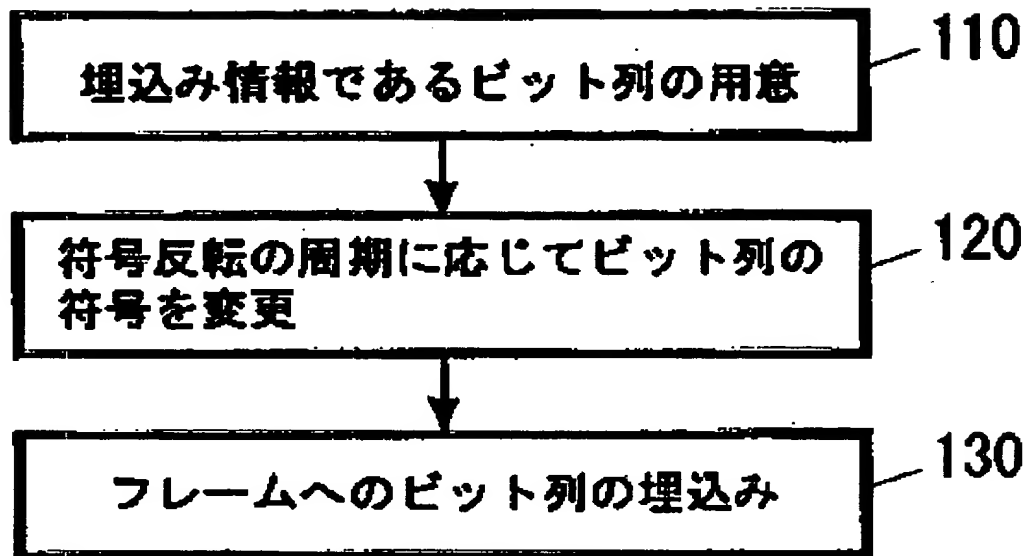 110
埋込み情報であるビット列の用意
120
符号反転の周期に応じてビット列の
符号を変更
130
フレームへのビット列の埋込み